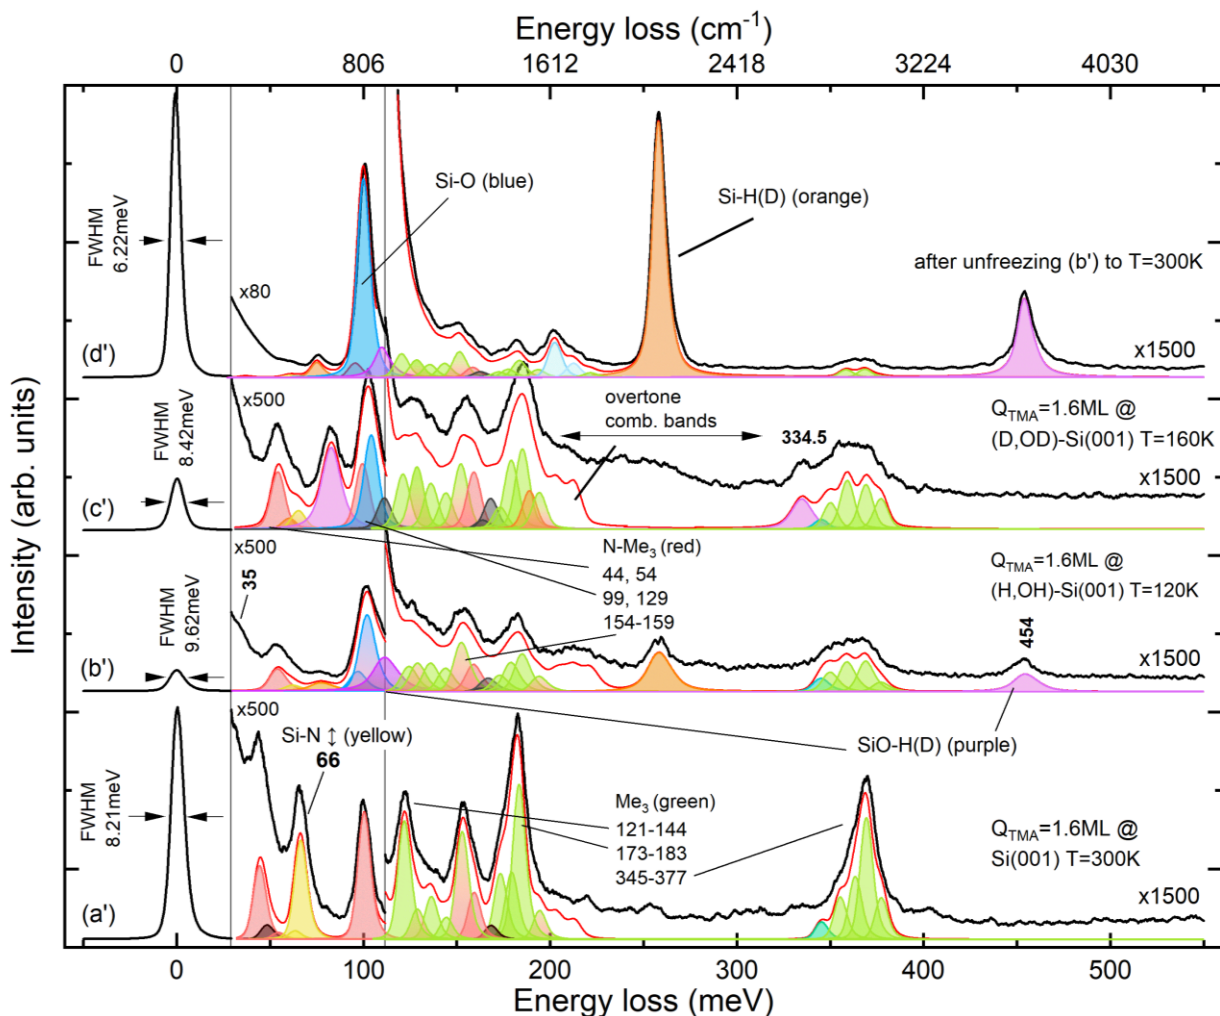 Energy loss (cm-1)
0 806 1612 2418 3224 4030
Intensity (arb. units)
FWHM
6.22meV
x80
Si-O (blue)
Si-H(D) (orange)
after unfreezing (b') to T=300K
x1500
(d')
FWHM
8.42meV
x500
overtone
comb. bands
334.5
QTMA=1.6ML @
(D,OD)-Si(001) T=160K
x1500
(c')
FWHM
9.62meV
x500
35
N-Me3 (red)
44, 54
99, 129
154-159
QTMA=1.6ML @
(H,OH)-Si(001) T=120K
454
x1500
(b')
FWHM
8.21meV
x500
Si-N ↕ (yellow)
66
SiO-H(D) (purple)
Me3 (green)
121-144
173-183
345-377
QTMA=1.6ML @
Si(001) T=300K
x1500
(a')
0 100 200 300 400 500
Energy loss (meV)